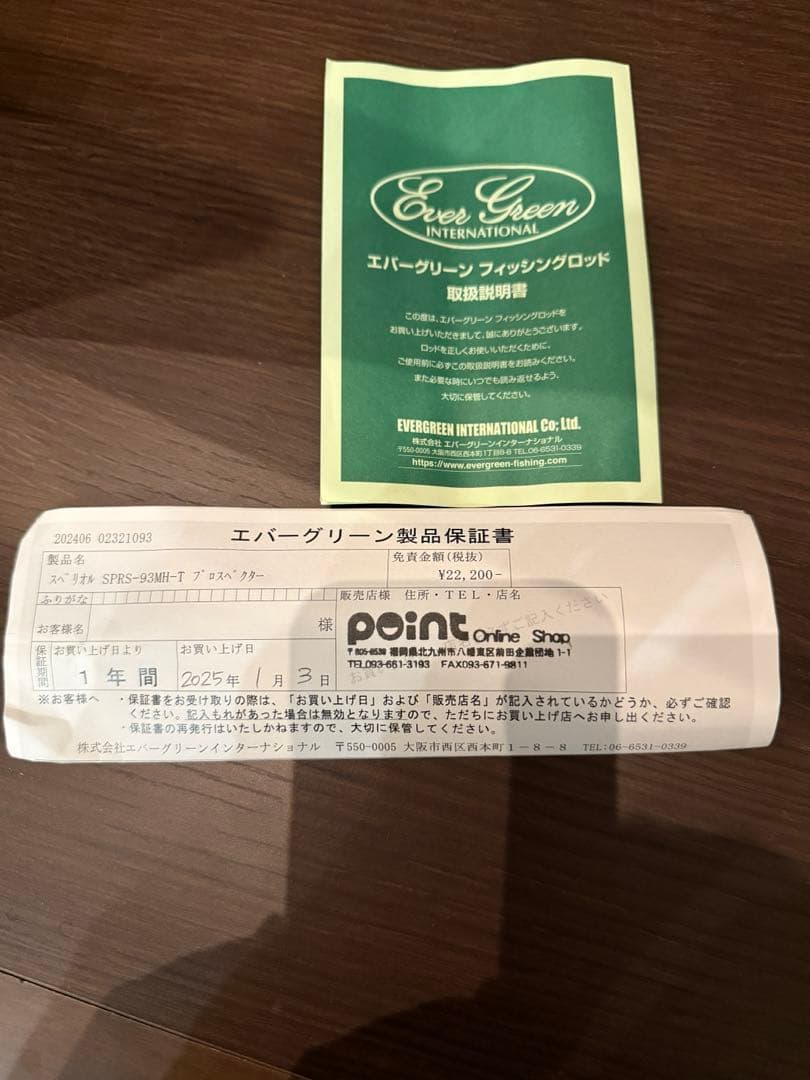 Ever Green
INTERNATIONAL
エバーグリーン フィッシングロッド
取扱説明書
この度は、エバーグリーン フィッシングロッドを
お買い上げいただきまして、誠にありがとうございます。
ロッドを正しくお使いいただくために、
ご使用前に必ずこの取扱説明書をお読みください。
また必要な時にいつでも読み返せるよう、
大切に保管してください。
EVERGREEN INTERNATIONAL Co; Ltd.
株式会社 エバーグリーンインターナショナル
〒550-0005 大阪市西区西本町1丁目8-8 TEL.06-6531-0339
https://www.evergreen-fishing.com
202406 02321093
エバーグリーン製品保証書
製品名
スペリオル SPRS-93MH-T プロスペクター
免責金額(税抜)
¥22,200-
ふりがな
お客様名
様
販売店様 住所・TEL・店名
point Online Shop
〒805-8539 福岡県北九州市八幡東区前田企業団地1-1
TEL093-661-3193 FAX093-671-9811
保証期間
お買い上げ日より
1年間
お買い上げ日
2025年 1月 3日
※お客様へ ・保証書をお受け取りの際は、「お買い上げ日」および「販売店名」が記入されているかどうか、必ずご確認
ください。記入もれがあった場合は無効となりますので、ただちにお買い上げ店へお申し出ください。
・保証書の再発行はいたしかねますので、大切に保管してください。
株式会社エバーグリーンインターナショナル 〒550-0005 大阪市西区西本町1-8-8 TEL:06-6531-0339